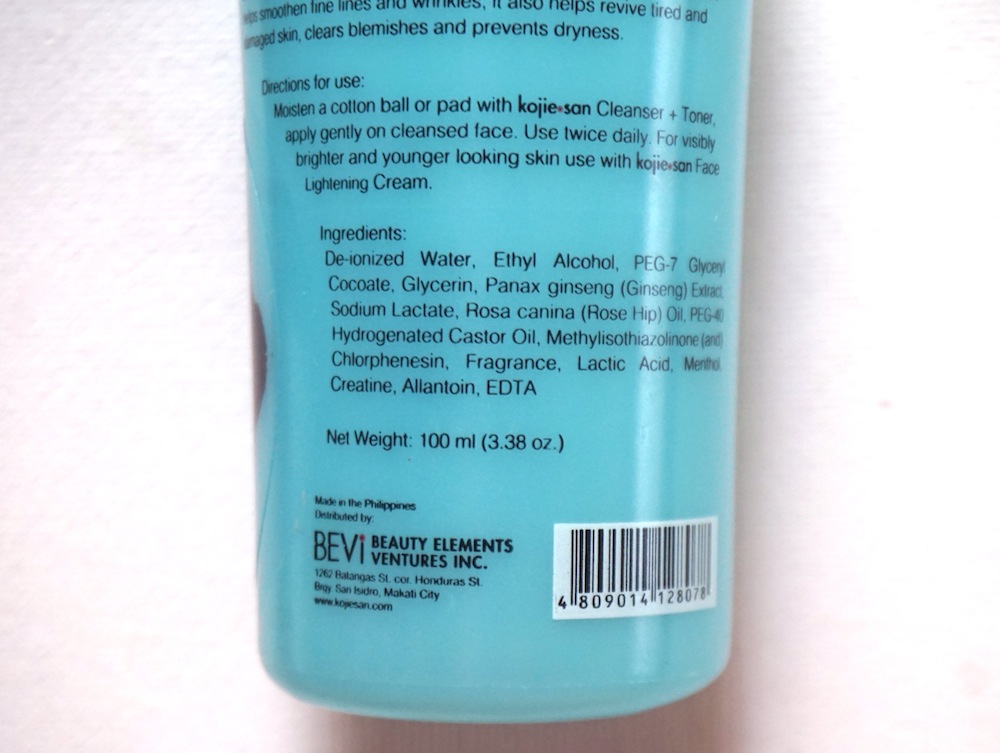 helps smoothen fine lines and wrinkles, it also helps revive tired and
damaged skin, clears blemishes and prevents dryness.
Directions for use:
Moisten a cotton ball or pad with kojie•san Cleanser + Toner,
apply gently on cleansed face. Use twice daily. For visibly
brighter and younger looking skin use with kojie•san Face
Lightening Cream.
Ingredients:
De-ionized Water, Ethyl Alcohol, PEG-7 Glyceryl
Cocoate, Glycerin, Panax ginseng (Ginseng) Extract,
Sodium Lactate, Rosa canina (Rose Hip) Oil, PEG-40
Hydrogenated Castor Oil, Methylisothiazolinone (and)
Chlorphenesin, Fragrance, Lactic Acid, Menthol,
Creatine, Allantoin, EDTA
Net Weight: 100 ml (3.38 oz.)
Made in the Philippines
Distributed by:
BEVi BEAUTY ELEMENTS
VENTURES INC.
1262 Batangas St. cor. Honduras St.
Brgy. San Isidro, Makati City
www.kojiesan.com
4 809014 128078